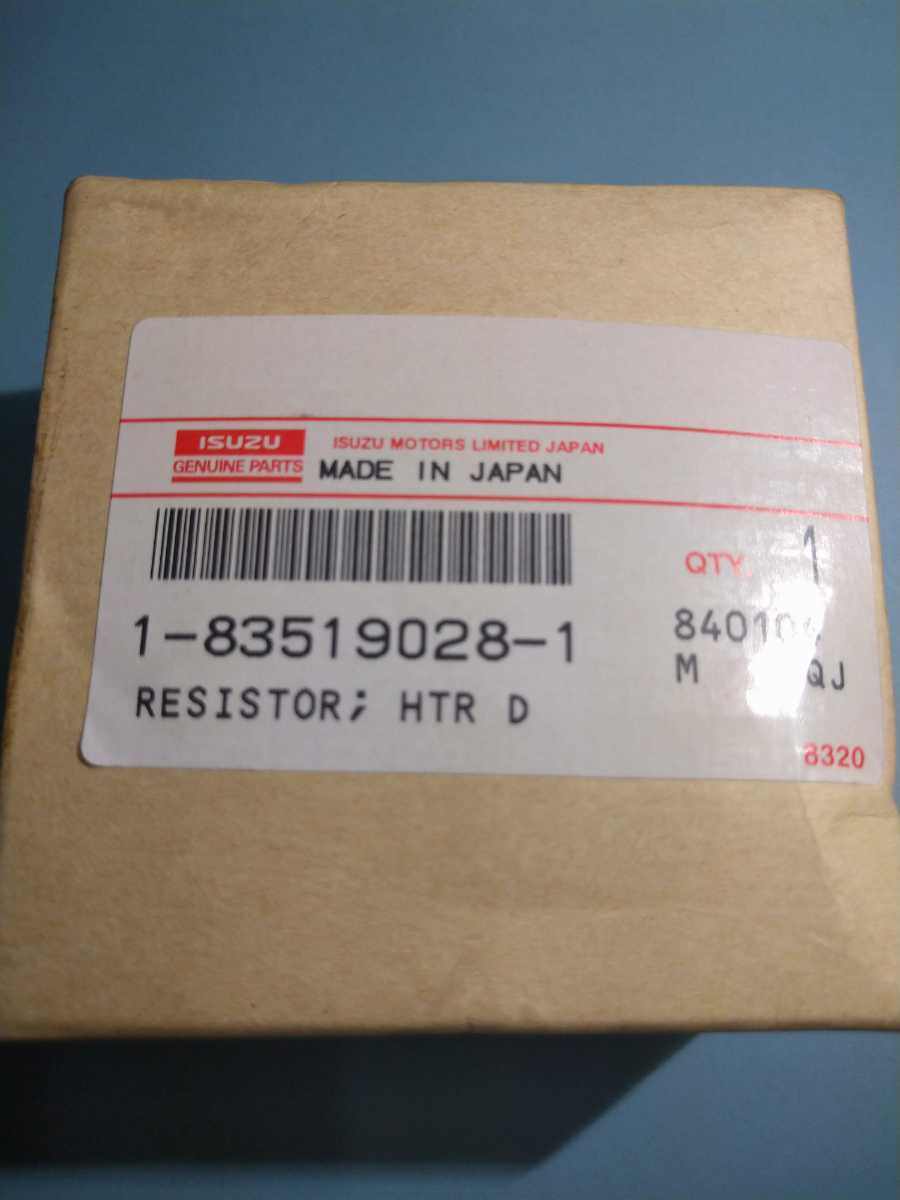 ISUZU
GENUINE PARTS
ISUZU MOTORS LIMITED JAPAN
MADE IN JAPAN
QTY. 1
1-83519028-1
RESISTOR; HTR D
M QJ
8320